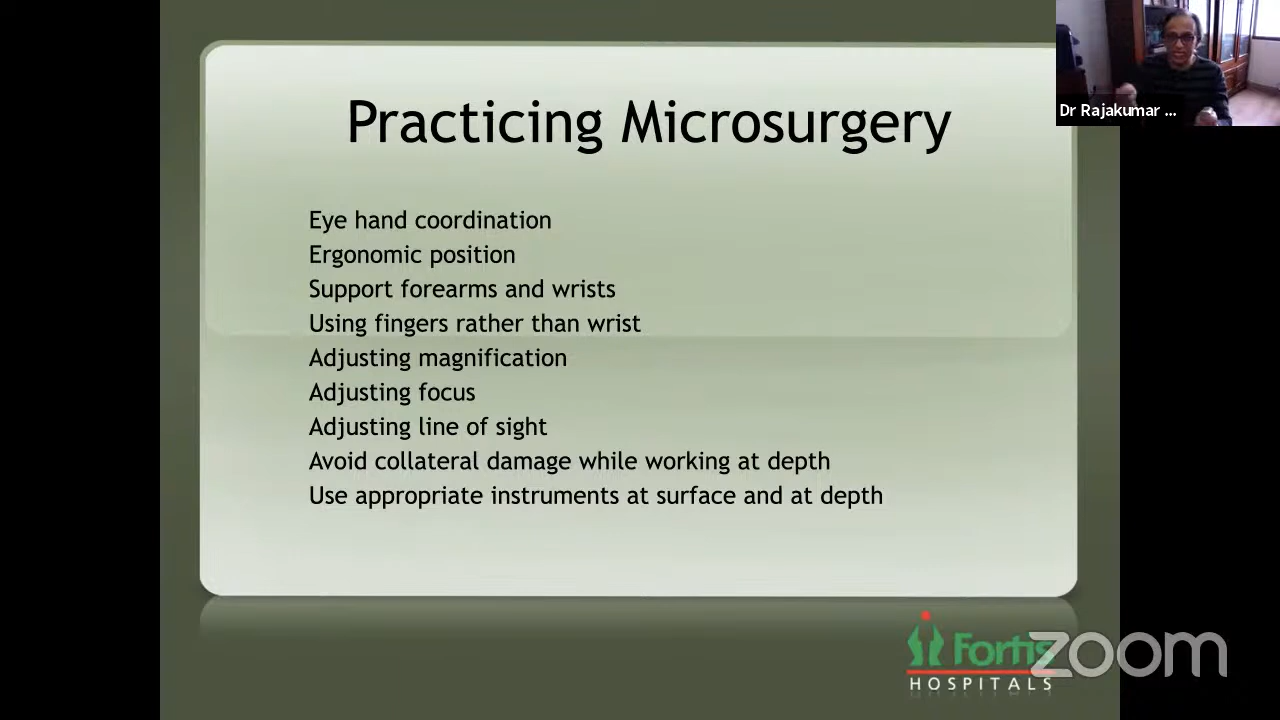 Practicing Microsurgery
Eye hand coordination
Ergonomic position
Support forearms and wrists
Using fingers rather than wrist
Adjusting magnification
Adjusting focus
Adjusting line of sight
Avoid collateral damage while working at depth
Use appropriate instruments at surface and at depth
Dr Rajakumar ...
Fortis
HOSPITALS
zoom